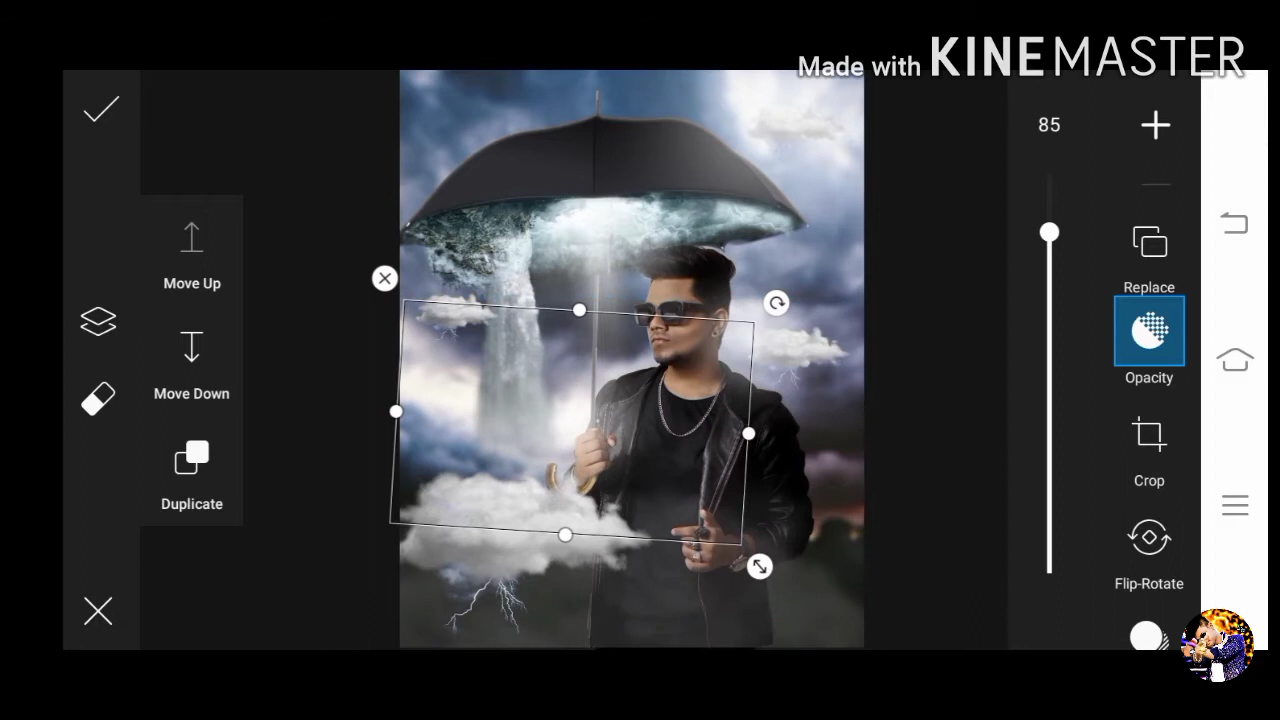 Made with KINEMASTER
85
Move Up
Replace
Move Down
Opacity
Crop
Duplicate
Flip-Rotate